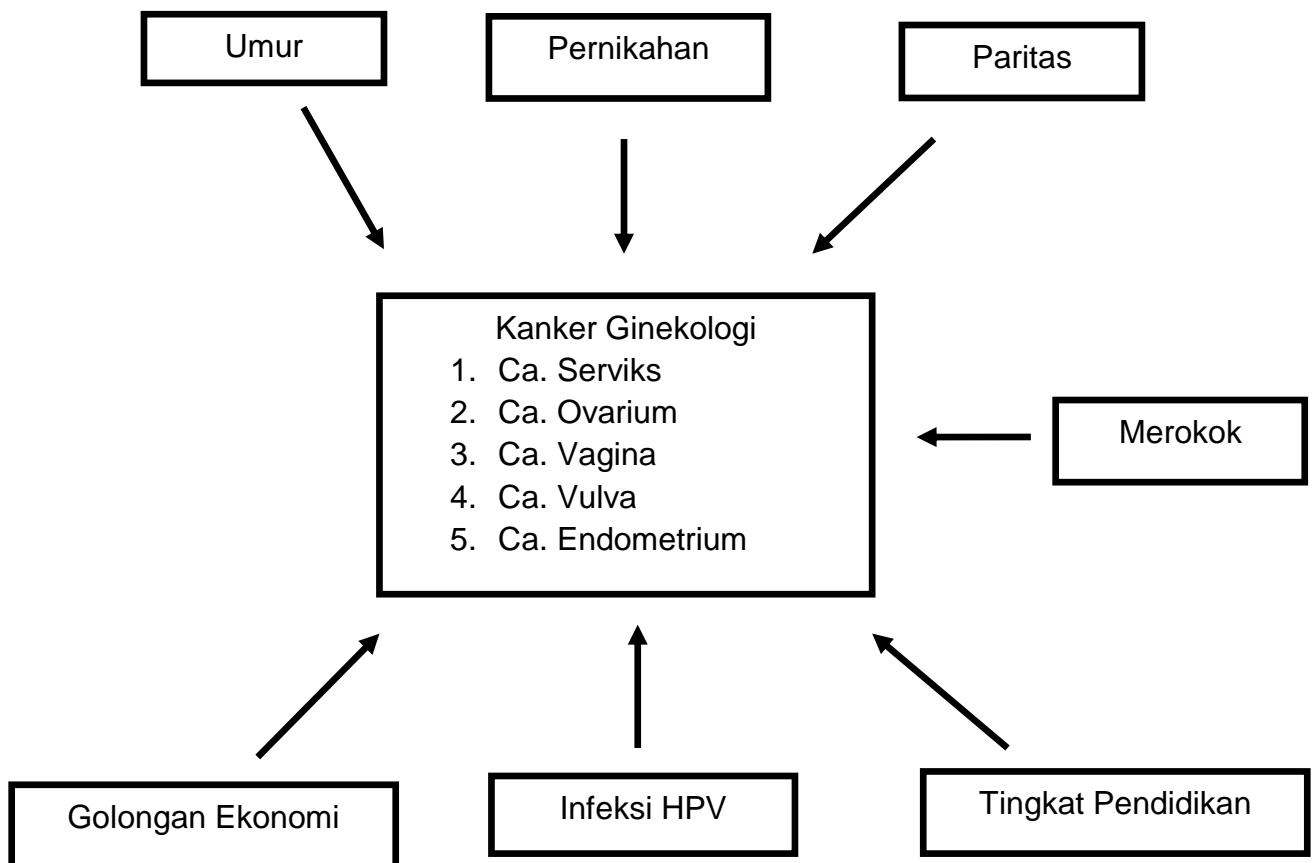 Umur
Pernikahan
Paritas
Kanker Ginekologi
1. Ca. Serviks
2. Ca. Ovarium
3. Ca. Vagina
4. Ca. Vulva
5. Ca. Endometrium
Merokok
Golongan Ekonomi
Infeksi HPV
Tingkat Pendidikan